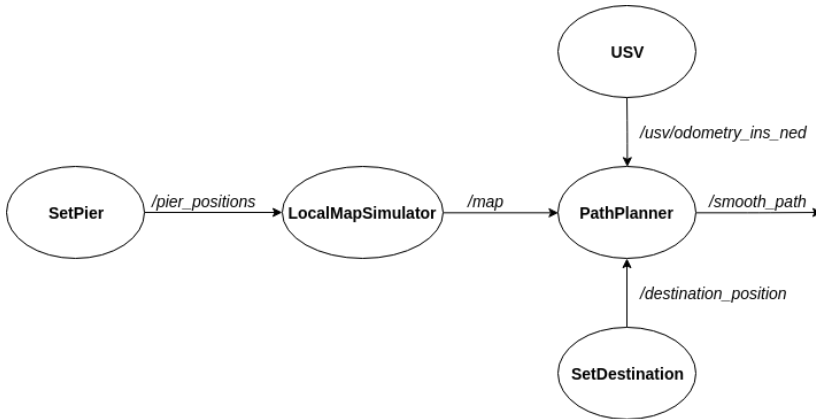 USV
/usv/odometry_ins_ned
/pier_positions
/map
/smooth_path
SetPier
LocalMapSimulator
PathPlanner
/destination_position
SetDestination